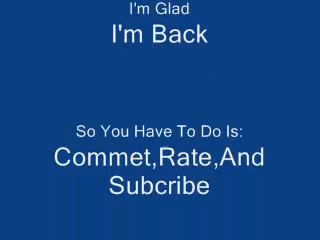 I'm Glad
I'm Back
So You Have To Do Is:
Commet,Rate,And
Subcribe